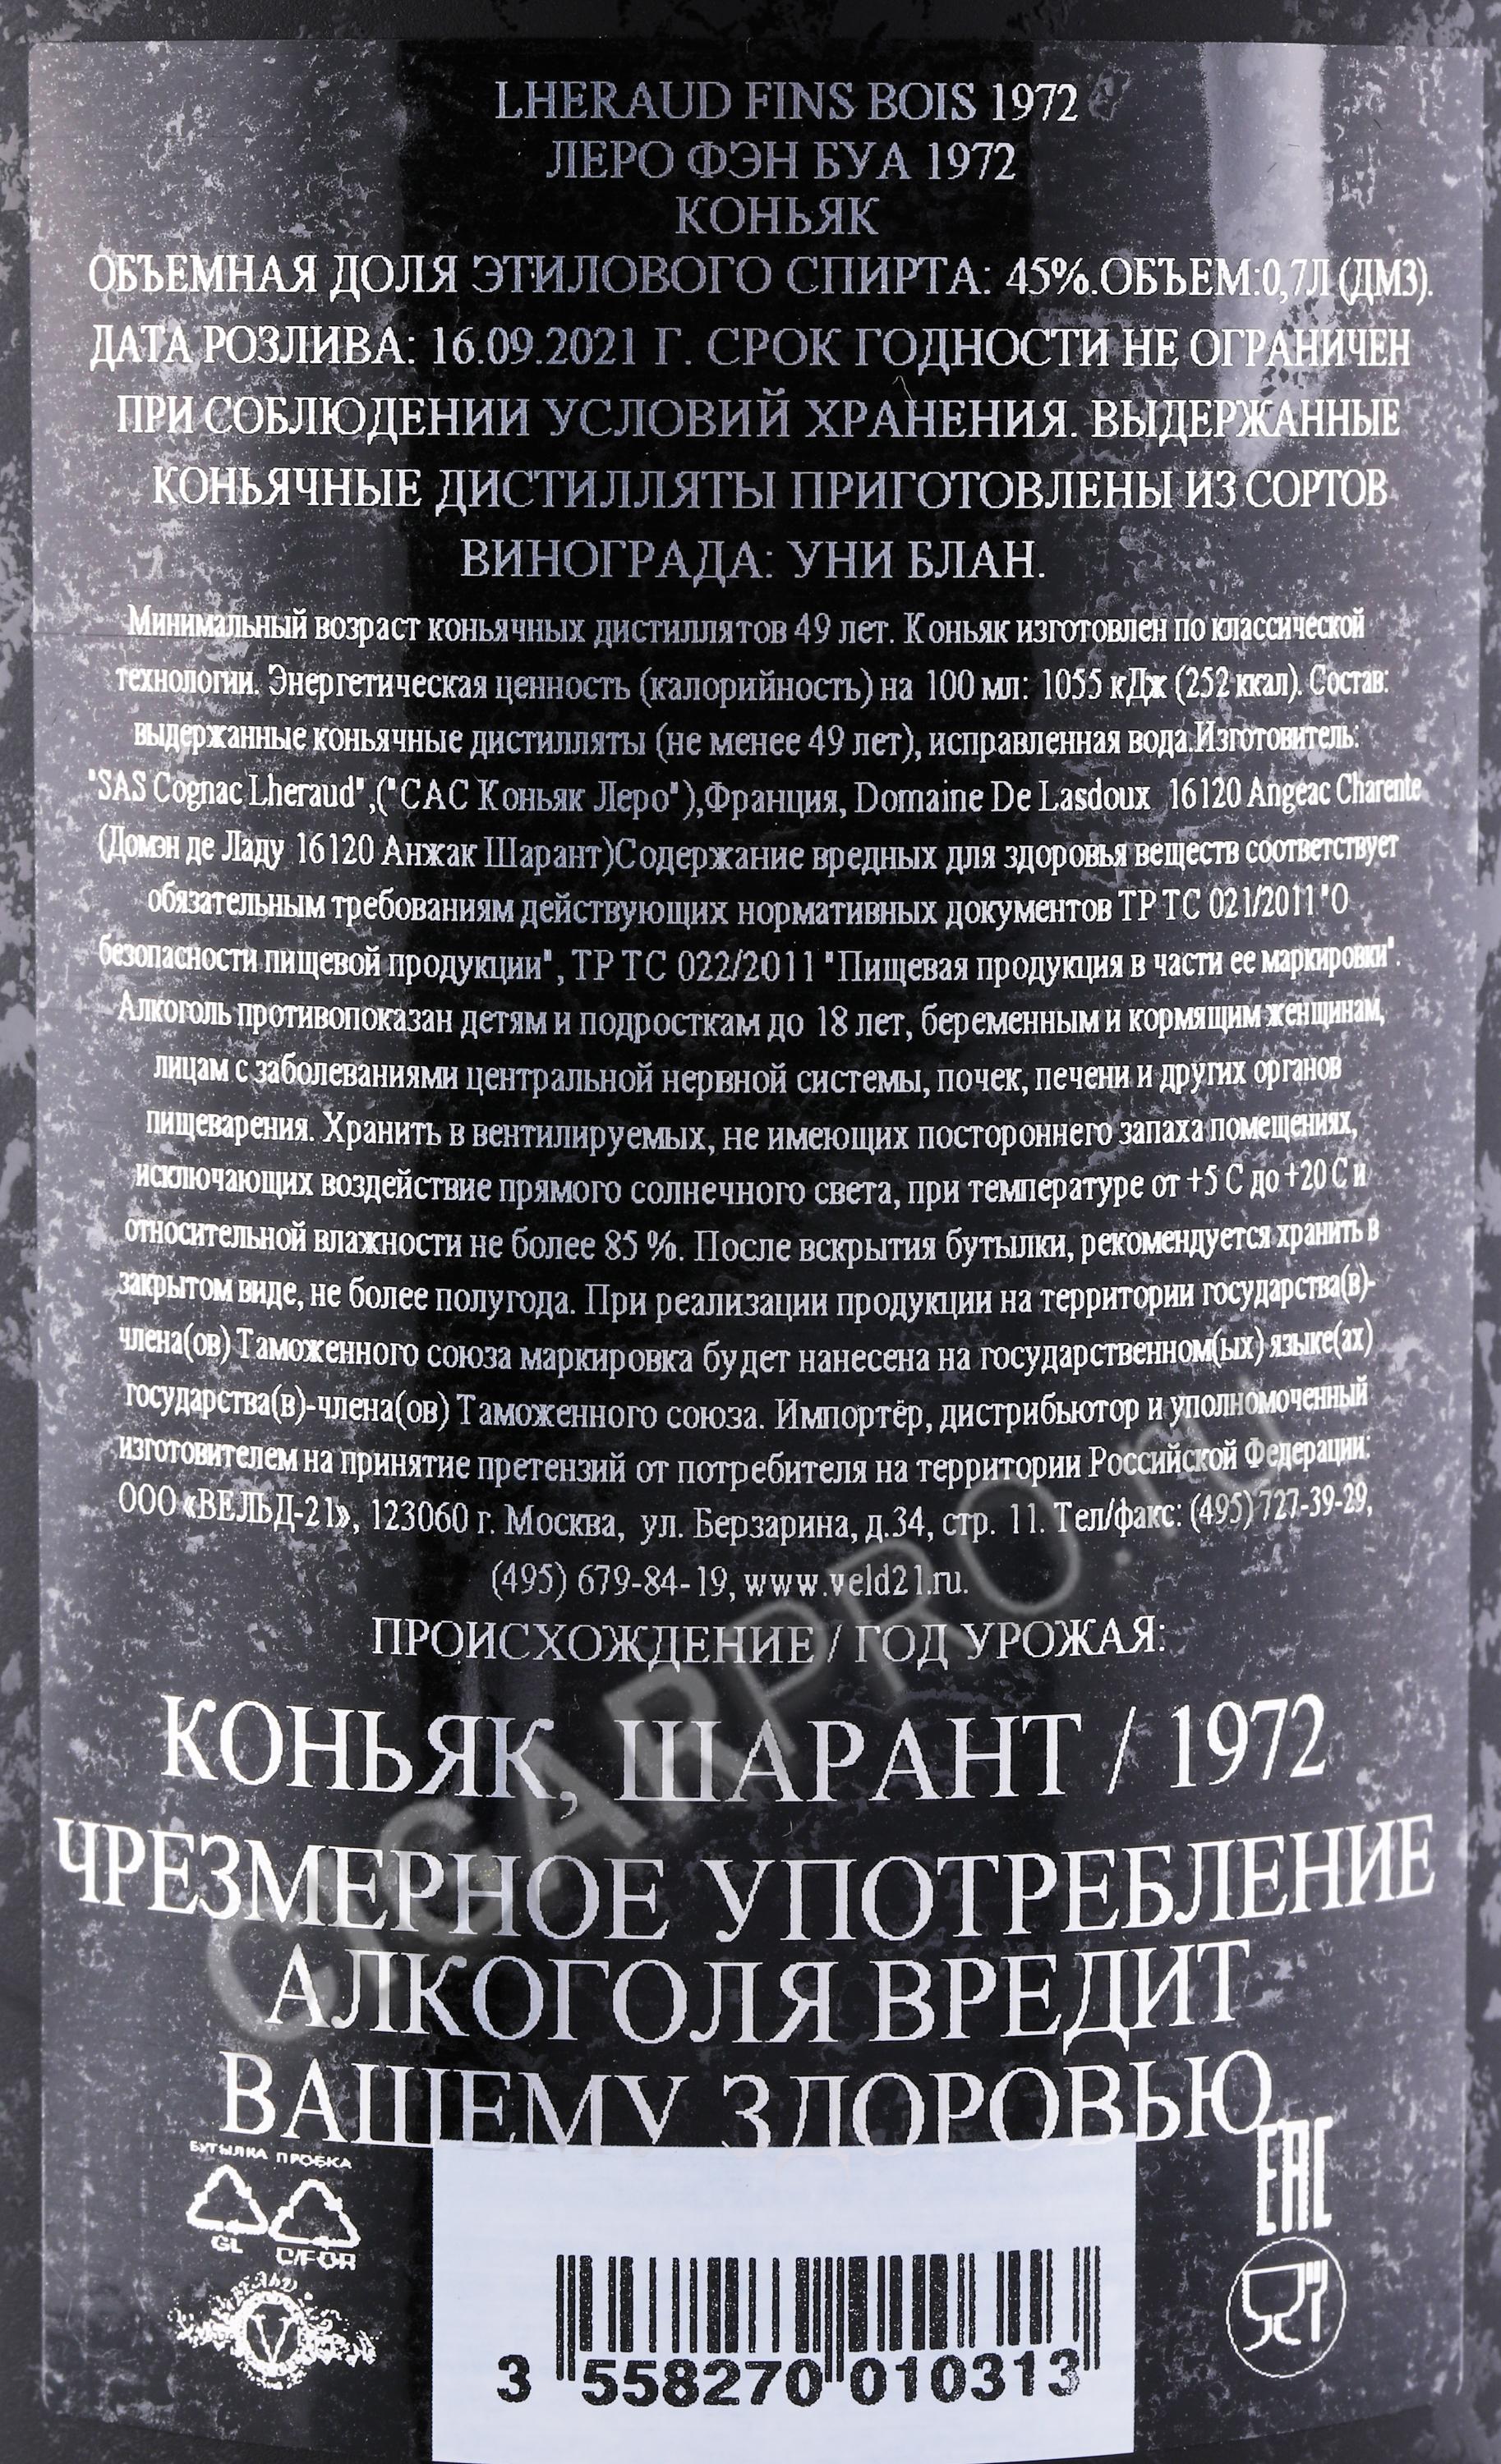 LHERAUD FINS BOIS 1972
ЛЕРО ФЭН БУА 1972
КОНЬЯК
ОБЪЕМНАЯ ДОЛЯ ЭТИЛОВОГО СПИРТА: 45%.ОБЪЕМ:0,7Л (ДМ3).
ДАТА РОЗЛИВА: 16.09.2021 Г. СРОК ГОДНОСТИ НЕ ОГРАНИЧЕН
ПРИ СОБЛЮДЕНИИ УСЛОВИЙ ХРАНЕНИЯ. ВЫДЕРЖАННЫЕ
КОНЬЯЧНЫЕ ДИСТИЛЛЯТЫ ПРИГОТОВЛЕНЫ ИЗ СОРТОВ
ВИНОГРАДА: УНИ БЛАН.
Минимальный возраст коньячных дистиллятов 49 лет. Коньяк изготовлен по классической
технологии. Энергетическая ценность (калорийность) на 100 мл: 1055 кДж (252 ккал). Состав:
выдержанные коньячные дистилляты (не менее 49 лет), исправленная вода.Изготовитель:
"SAS Cognac Lheraud",("САС Коньяк Леро"),Франция, Domaine De Lasdoux 16120 Angeac Charente
(Домэн де Ладу 16120 Анжак Шарант)Содержание вредных для здоровья веществ соответствует
обязательным требованиям действующих нормативных документов ТР ТС 021/2011"О
безопасности пищевой продукции", ТР ТС 022/2011 "Пищевая продукция в части ее маркировки".
Алкоголь противопоказан детям и подросткам до 18 лет, беременным и кормящим женщинам,
лицам с заболеваниями центральной нервной системы, почек, печени и других органов
пищеварения. Хранить в вентилируемых, не имеющих постороннего запаха помещениях,
исключающих воздействие прямого солнечного света, при температуре от +5 С до +20 С и
относительной влажности не более 85 %. После вскрытия бутылки, рекомендуется хранить в
закрытом виде, не более полугода. При реализации продукции на территории государства(в)-
члена(ов) Таможенного союза маркировка будет нанесена на государственном(ых) языке(ах)
государства(в)-члена(ов) Таможенного союза. Импортёр, дистрибьютор и уполномоченный
изготовителем на принятие претензий от потребителя на территории Российской Федерации:
ООО «ВЕЛЬД-21», 123060 г. Москва, ул. Берзарина, д.34, стр. 11. Тел/факс: (495) 727-39-29,
(495) 679-84-19, www.veld21.ru.
ПРОИСХОЖДЕНИЕ / ГОД УРОЖАЯ:
КОНЬЯК, ШАРАНТ / 1972
ЧРЕЗМЕРНОЕ УПОТРЕБЛЕНИЕ
АЛКОГОЛЯ ВРЕДИТ
ВАШЕМУ ЗДОРОВЬЮ
БУТЫЛКА ПРОБКА
GL C/FOR
EAC
V
3 558270 010313
CIGARPRO.ru